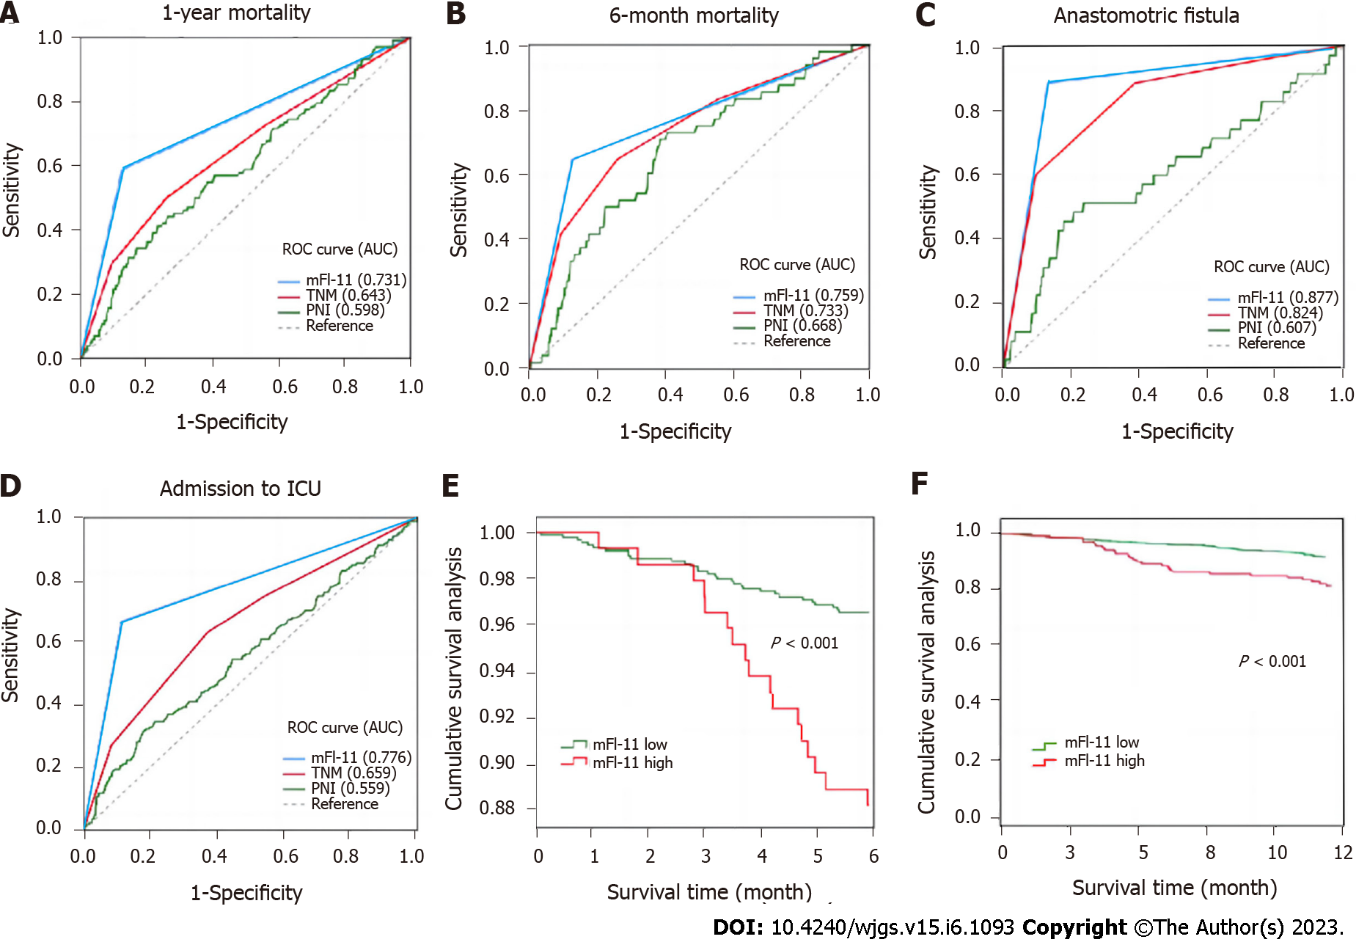 A
1-year mortality
1.0
0.8
0.6
0.4
0.2
0.0
Sensitivity
ROC curve (AUC)
mFl-11 (0.731)
TNM (0.643)
PNI (0.598)
Reference
0.0 0.2 0.4 0.6 0.8 1.0
1-Specificity
B
6-month mortality
1.0
0.8
0.6
0.4
0.2
0.0
Sensitivity
ROC curve (AUC)
mFl-11 (0.759)
TNM (0.733)
PNI (0.668)
Reference
0.0 0.2 0.4 0.6 0.8 1.0
1-Specificity
C
Anastomotric fistula
1.0
0.8
0.6
0.4
0.2
0.0
Sensitivity
ROC curve (AUC)
mFl-11 (0.877)
TNM (0.824)
PNI (0.607)
Reference
0.0 0.2 0.4 0.6 0.8 1.0
1-Specificity
D
Admission to ICU
1.0
0.8
0.6
0.4
0.2
0.0
Sensitivity
ROC curve (AUC)
mFl-11 (0.776)
TNM (0.659)
PNI (0.559)
Reference
0.0 0.2 0.4 0.6 0.8 1.0
1-Specificity
E
1.00
0.98
0.96
0.94
0.92
0.90
0.88
Cumulative survival analysis
P < 0.001
mFl-11 low
mFl-11 high
0 1 2 3 4 5 6
Survival time (month)
F
1.0
0.8
0.6
0.4
0.2
0.0
Cumulative survival analysis
P < 0.001
mFl-11 low
mFl-11 high
0 3 5 8 10 12
Survival time (month)
DOI: 10.4240/wjgs.v15.i6.1093 Copyright ©The Author(s) 2023.